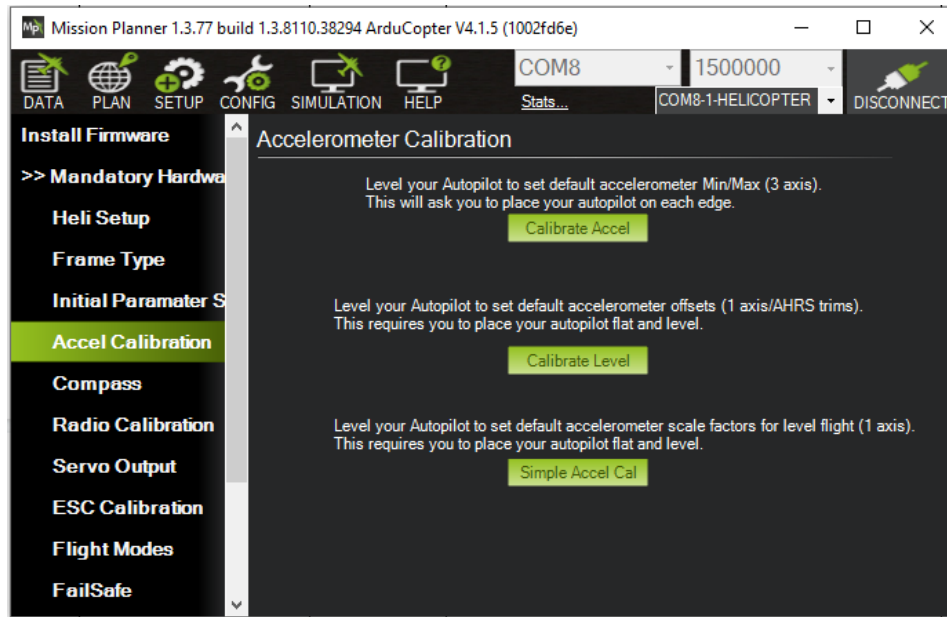 Mission Planner 1.3.77 build 1.3.8110.38294 ArduCopter V4.1.5 (1002fd6e)
COM8 1500000
DATA PLAN SETUP CONFIG SIMULATION HELP Stats... COM8-1-HELICOPTER DISCONNECT
Install Firmware
>> Mandatory Hardwa
Heli Setup
Frame Type
Initial Paramater S
Accel Calibration
Compass
Radio Calibration
Servo Output
ESC Calibration
Flight Modes
FailSafe
Accelerometer Calibration
Level your Autopilot to set default accelerometer Min/Max (3 axis).
This will ask you to place your autopilot on each edge.
Calibrate Accel
Level your Autopilot to set default accelerometer offsets (1 axis/AHRS trims).
This requires you to place your autopilot flat and level.
Calibrate Level
Level your Autopilot to set default accelerometer scale factors for level flight (1 axis).
This requires you to place your autopilot flat and level.
Simple Accel Cal